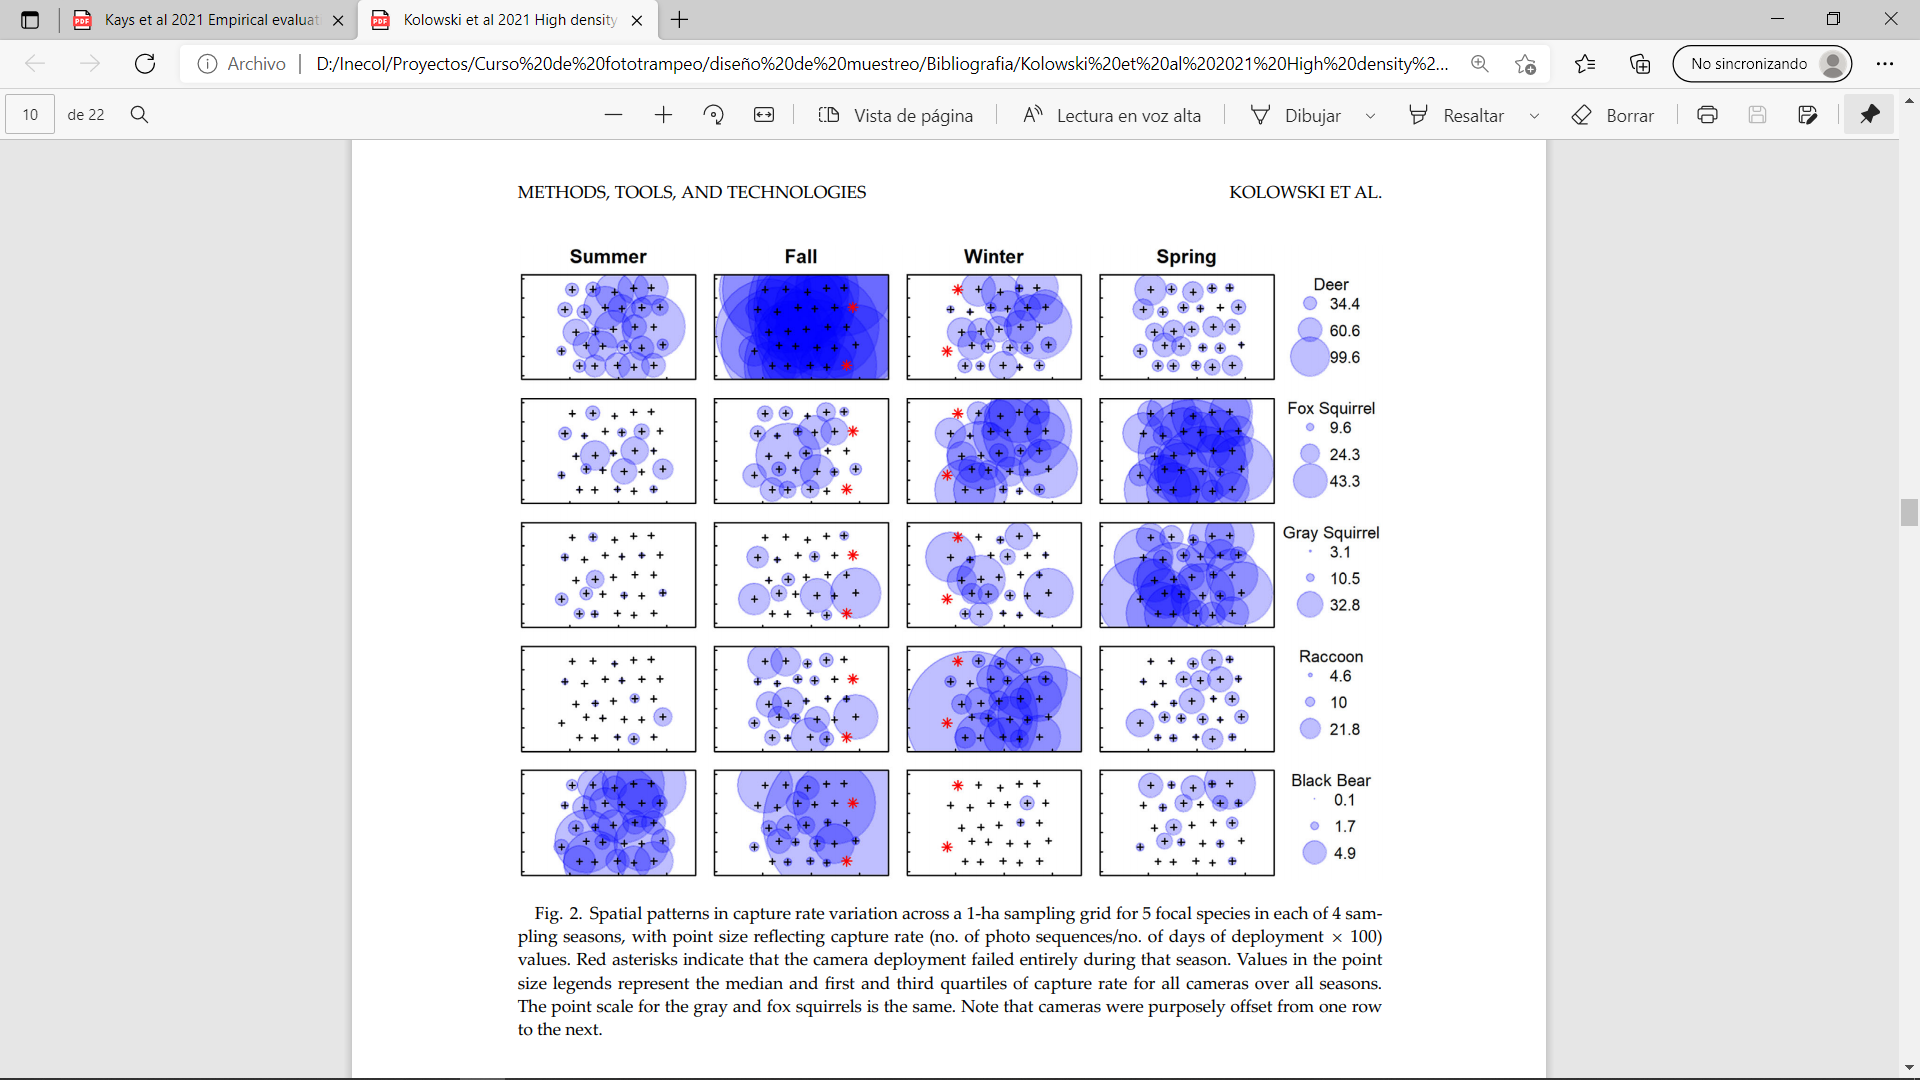 Kays et al 2021 Empirical evaluat
Kolowski et al 2021 High density
Archivo
D:/Inecol/Proyectos/Curso%20de%20fototrampeo/diseño%20de%20muestreo/Bibliografia/Kolowski%20et%20al%202021%20High%20density%2...
No sincronizando
10 de 22
Vista de página
Lectura en voz alta
Dibujar
Resaltar
Borrar
METHODS, TOOLS, AND TECHNOLOGIES
KOLOWSKI ET AL.
Summer Fall Winter Spring
Deer
34.4
60.6
99.6
Fox Squirrel
9.6
24.3
43.3
Gray Squirrel
3.1
10.5
32.8
Raccoon
4.6
10
21.8
Black Bear
0.1
1.7
4.9
Fig. 2. Spatial patterns in capture rate variation across a 1-ha sampling grid for 5 focal species in each of 4 sam-
pling seasons, with point size reflecting capture rate (no. of photo sequences/no. of days of deployment × 100)
values. Red asterisks indicate that the camera deployment failed entirely during that season. Values in the point
size legends represent the median and first and third quartiles of capture rate for all cameras over all seasons.
The point scale for the gray and fox squirrels is the same. Note that cameras were purposely offset from one row
to the next.